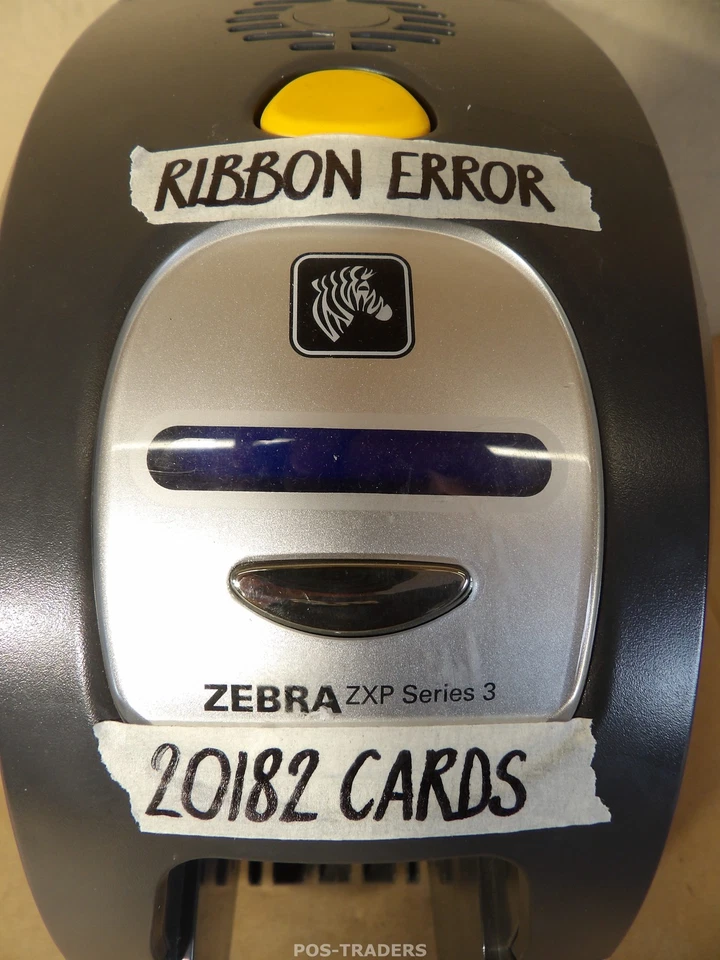 RIBBON ERROR
ZEBRA ZXP Series 3
20182 CARDS
POS-TRADERS